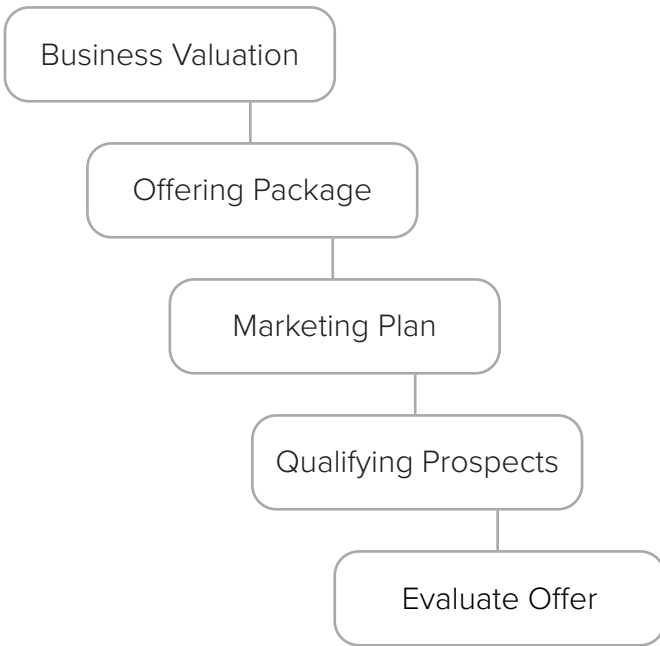 Business Valuation
Offering Package
Marketing Plan
Qualifying Prospects
Evaluate Offer